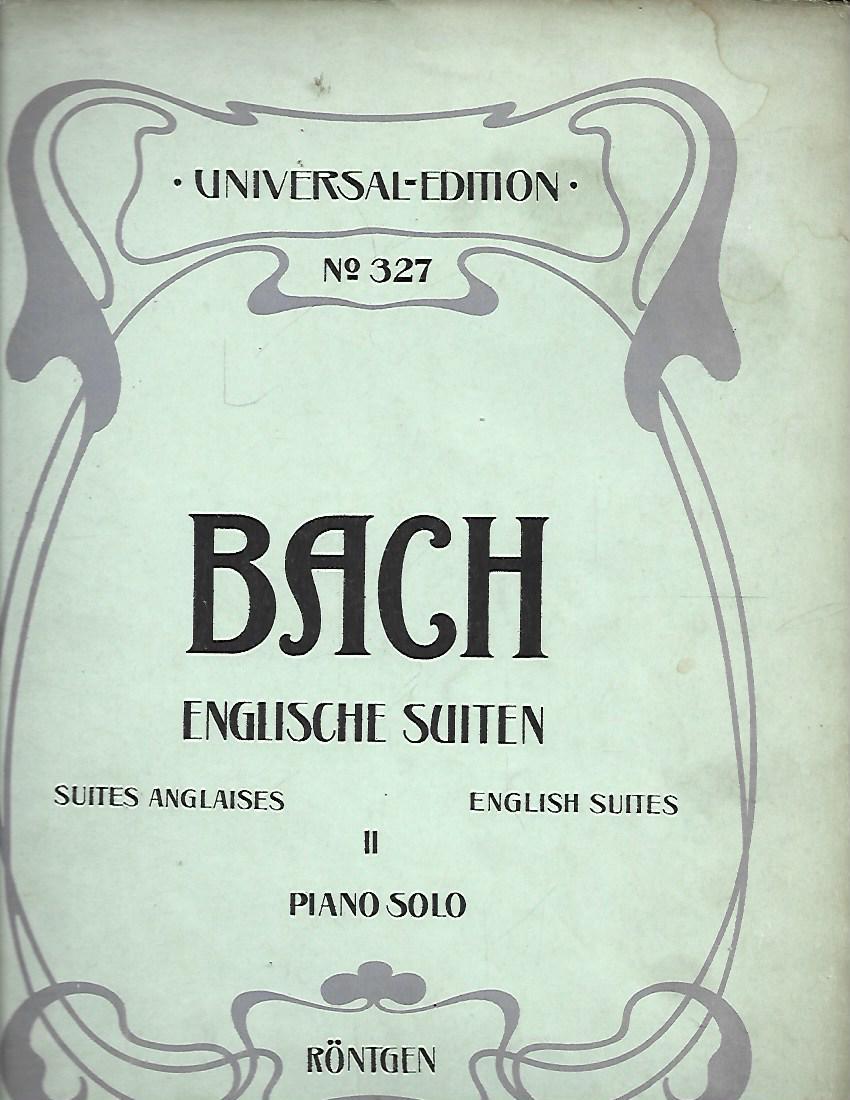 · UNIVERSAL-EDITION ·
Nº 327
BACH
ENGLISCHE SUITEN
SUITES ANGLAISES ENGLISH SUITES
II
PIANO SOLO
RÖNTGEN